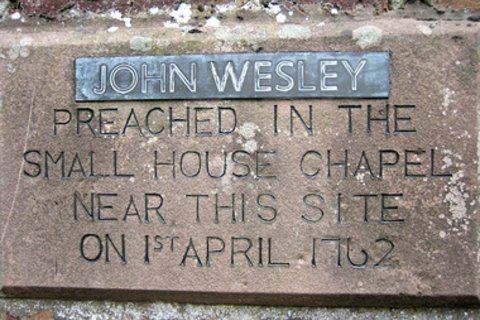 JOHN WESLEY
PREACHED IN THE
SMALL HOUSE CHAPEL
NEAR THIS SITE
ON 1ST APRIL 1762